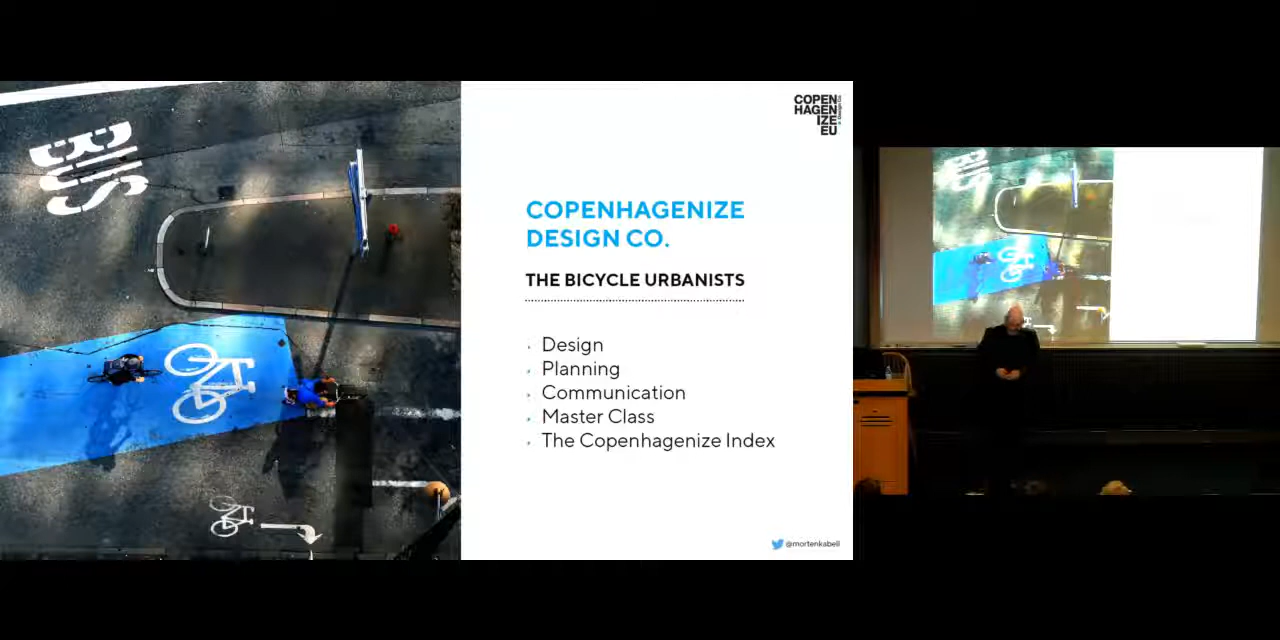 BUS
COPEN
HAGEN
IZE
EU
COPENHAGENIZE
DESIGN CO.
THE BICYCLE URBANISTS
Design
Planning
Communication
Master Class
The Copenhagenize Index
@mortenkabell